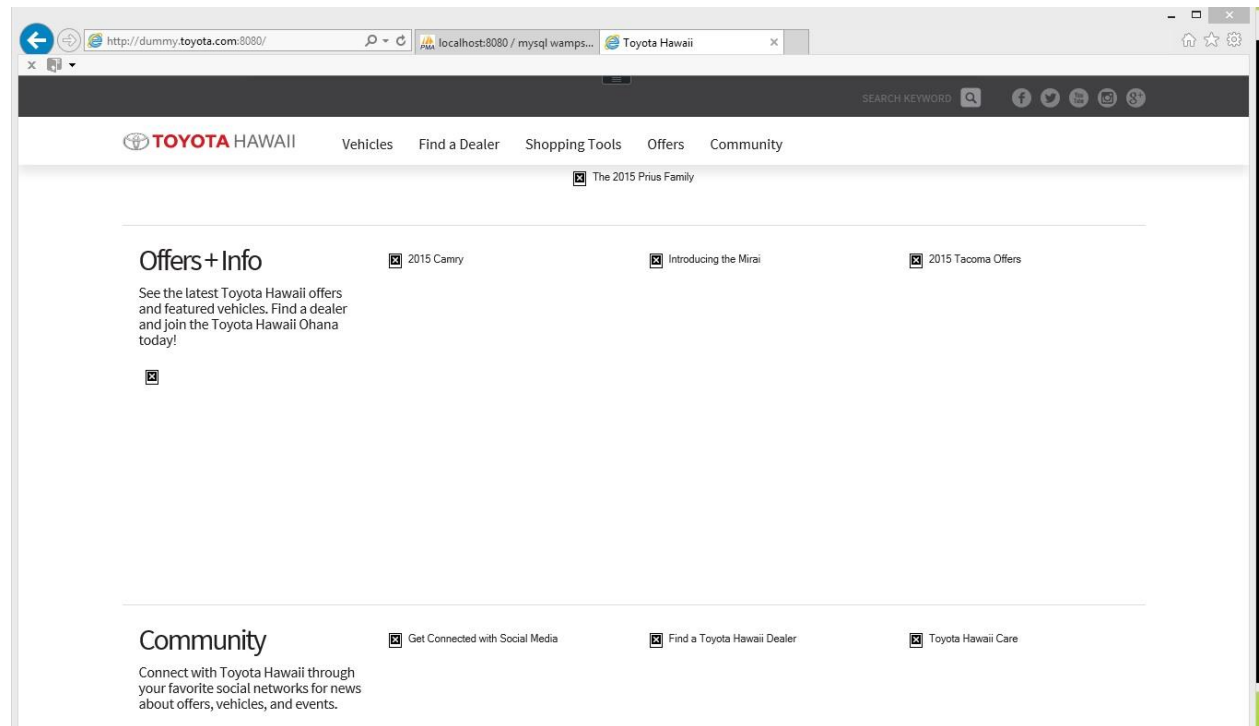 http://dummy.toyota.com:8080/
localhost:8080 / mysql wamps...
Toyota Hawaii
SEARCH KEYWORD
TOYOTA HAWAII
Vehicles Find a Dealer Shopping Tools Offers Community
The 2015 Prius Family
Offers+Info
2015 Camry
Introducing the Mirai
2015 Tacoma Offers
See the latest Toyota Hawaii offers
and featured vehicles. Find a dealer
and join the Toyota Hawaii Ohana
today!
Community
Get Connected with Social Media
Find a Toyota Hawaii Dealer
Toyota Hawaii Care
Connect with Toyota Hawaii through
your favorite social networks for news
about offers, vehicles, and events.